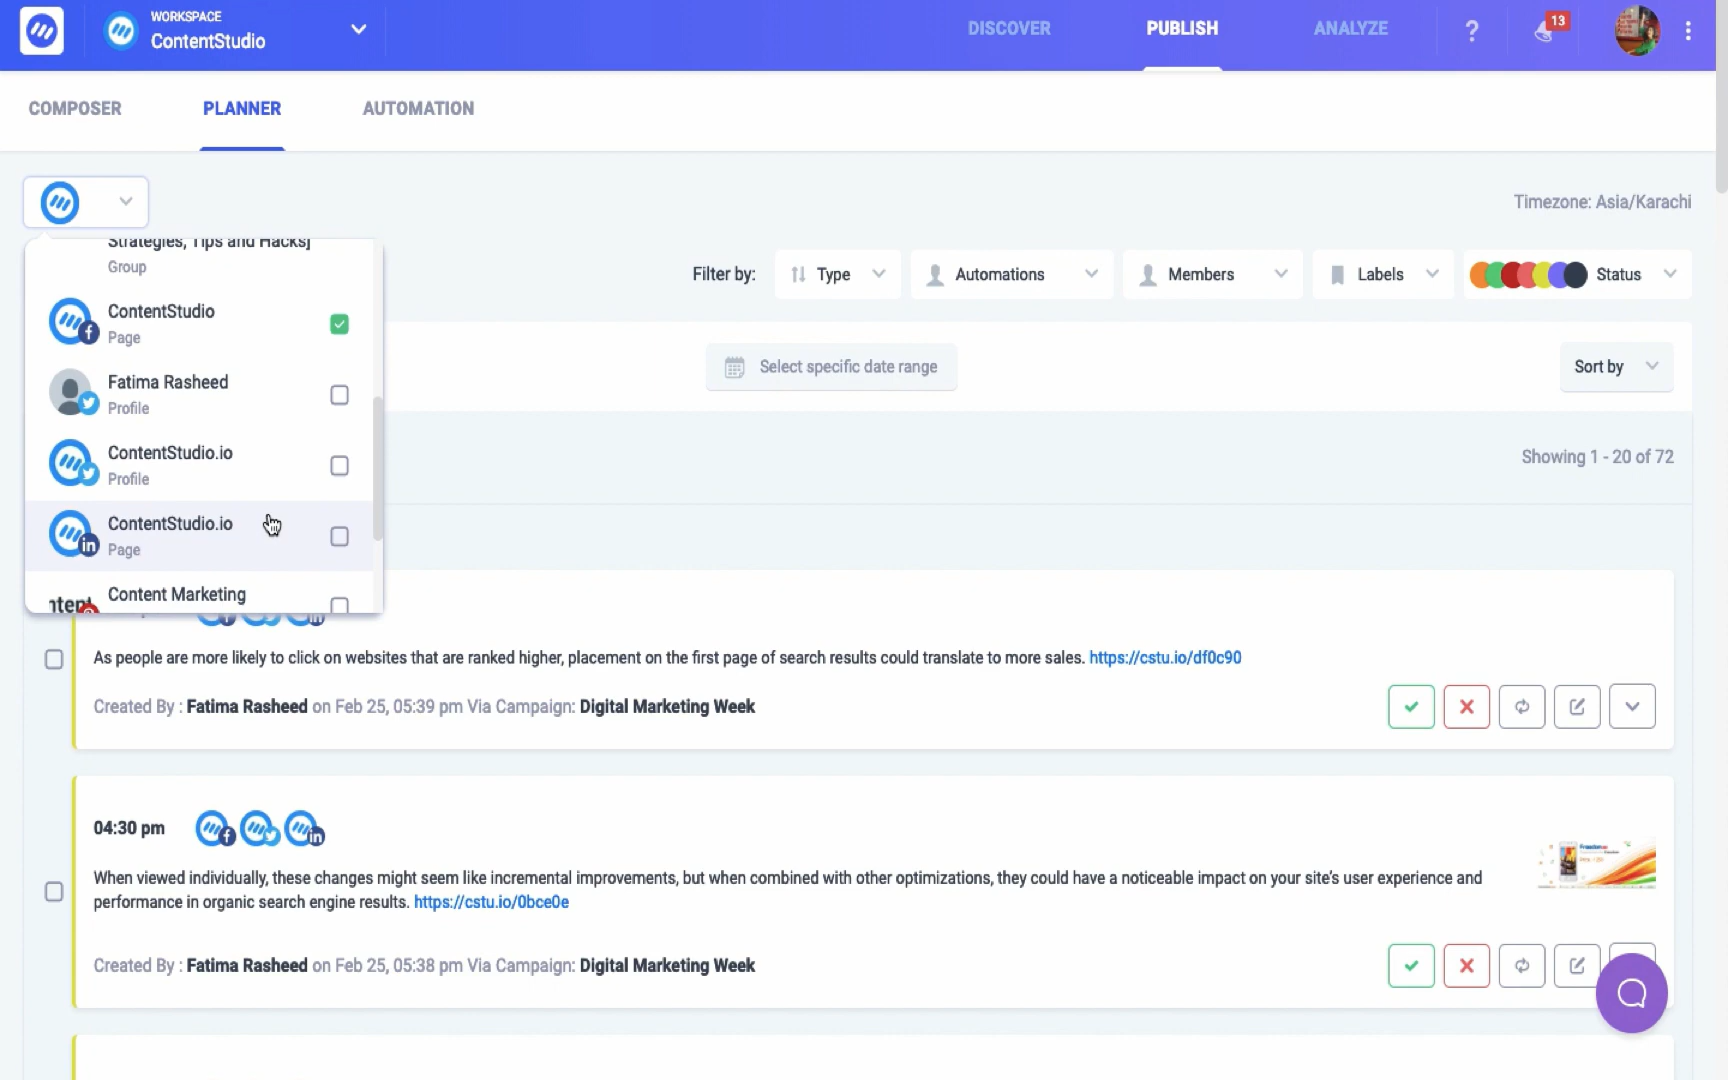 WORKSPACE
ContentStudio
DISCOVER
PUBLISH
ANALYZE
?
13
COMPOSER
PLANNER
AUTOMATION
Timezone: Asia/Karachi
Strategies, Tips and Hacks]
Group
ContentStudio
Page
Fatima Rasheed
Profile
ContentStudio.io
Profile
ContentStudio.io
Page
Content Marketing
Filter by:
Type
Automations
Members
Labels
Status
Select specific date range
Sort by
Showing 1 - 20 of 72
As people are more likely to click on websites that are ranked higher, placement on the first page of search results could translate to more sales. https://cstu.io/df0c90
Created By : Fatima Rasheed on Feb 25, 05:39 pm Via Campaign: Digital Marketing Week
04:30 pm
When viewed individually, these changes might seem like incremental improvements, but when combined with other optimizations, they could have a noticeable impact on your site's user experience and
performance in organic search engine results. https://cstu.io/0bce0e
Created By : Fatima Rasheed on Feb 25, 05:38 pm Via Campaign: Digital Marketing Week